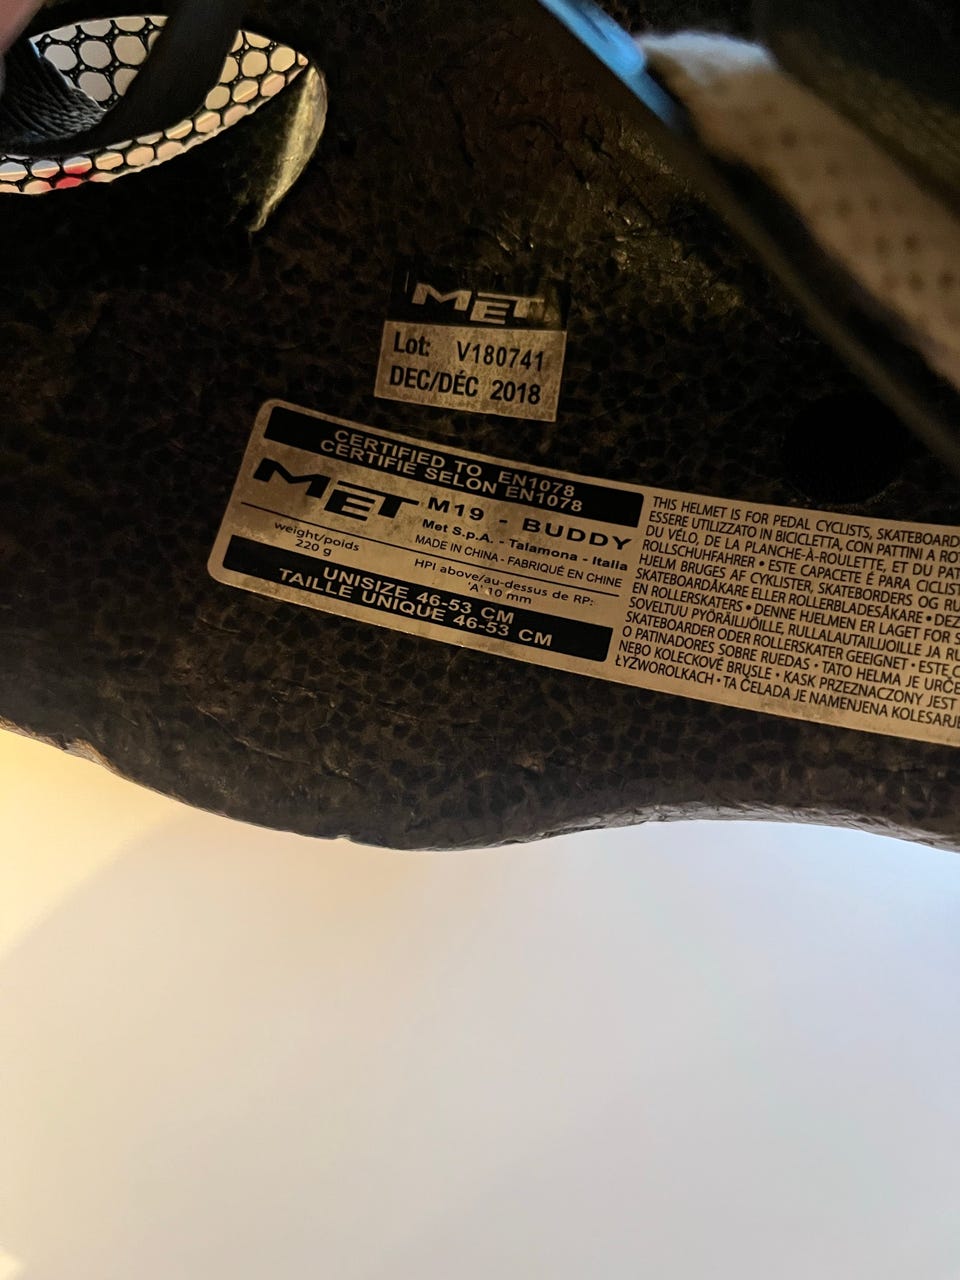 MET
Lot: V180741
DEC/DÉC 2018
CERTIFIED TO EN1078
CERTIFIÉ SELON EN1078
MET M19 - BUDDY
Met S.p.A. - Talamona - Italia
MADE IN CHINA - FABRIQUÉ EN CHINE
weight/poids
220 g
HPI above/au-dessus de RP:
'A' 10 mm
UNISIZE 46-53 CM
TAILLE UNIQUE 46-53 CM
THIS HELMET IS FOR PEDAL CYCLISTS, SKATEBOARD
ESSERE UTILIZZATO IN BICICLETTA, CON PATTINI A RO
DU VÉLO, DE LA PLANCHE-À-ROULETTE, ET DU PAT
ROLLSCHUHFAHRER • ESTE CAPACETE É PARA CICLIS
HJELM BRUGES AF CYKLISTER, SKATEBORDERS OG RU
SKATEBOARDÅKARE ELLER ROLLERBLADESÅKARE • DEZ
EN ROLLERSKATERS • DENNE HJELMEN ER LAGET FOR S
SOVELTUU PYÖRÄILIJÖILLE, RULLALAUTAILIJOILLE JA RU
SKATEBOARDER ODER ROLLERSKATER GEEIGNET • ESTE C
O PATINADORES SOBRE RUEDAS • TATO HELMA JE URČE
NEBO KOLECKOVÉ BRUSLE • KASK PRZEZNACZONY JEST
ŁYŻWOROLKACH • TA ČELADA JE NAMENJENA KOLESARJE